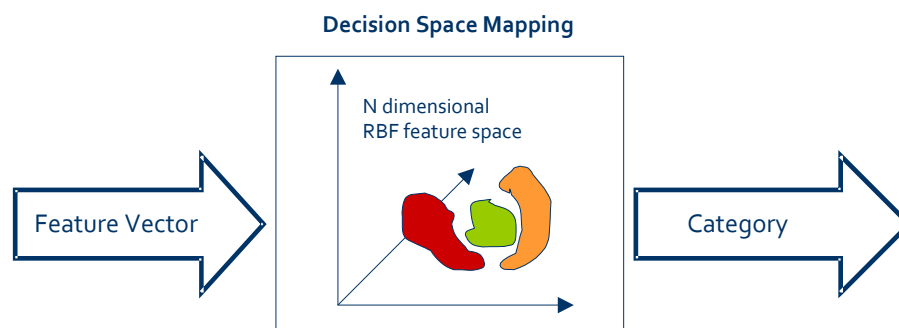 Decision Space Mapping
N dimensional
RBF feature space
Feature Vector
Category